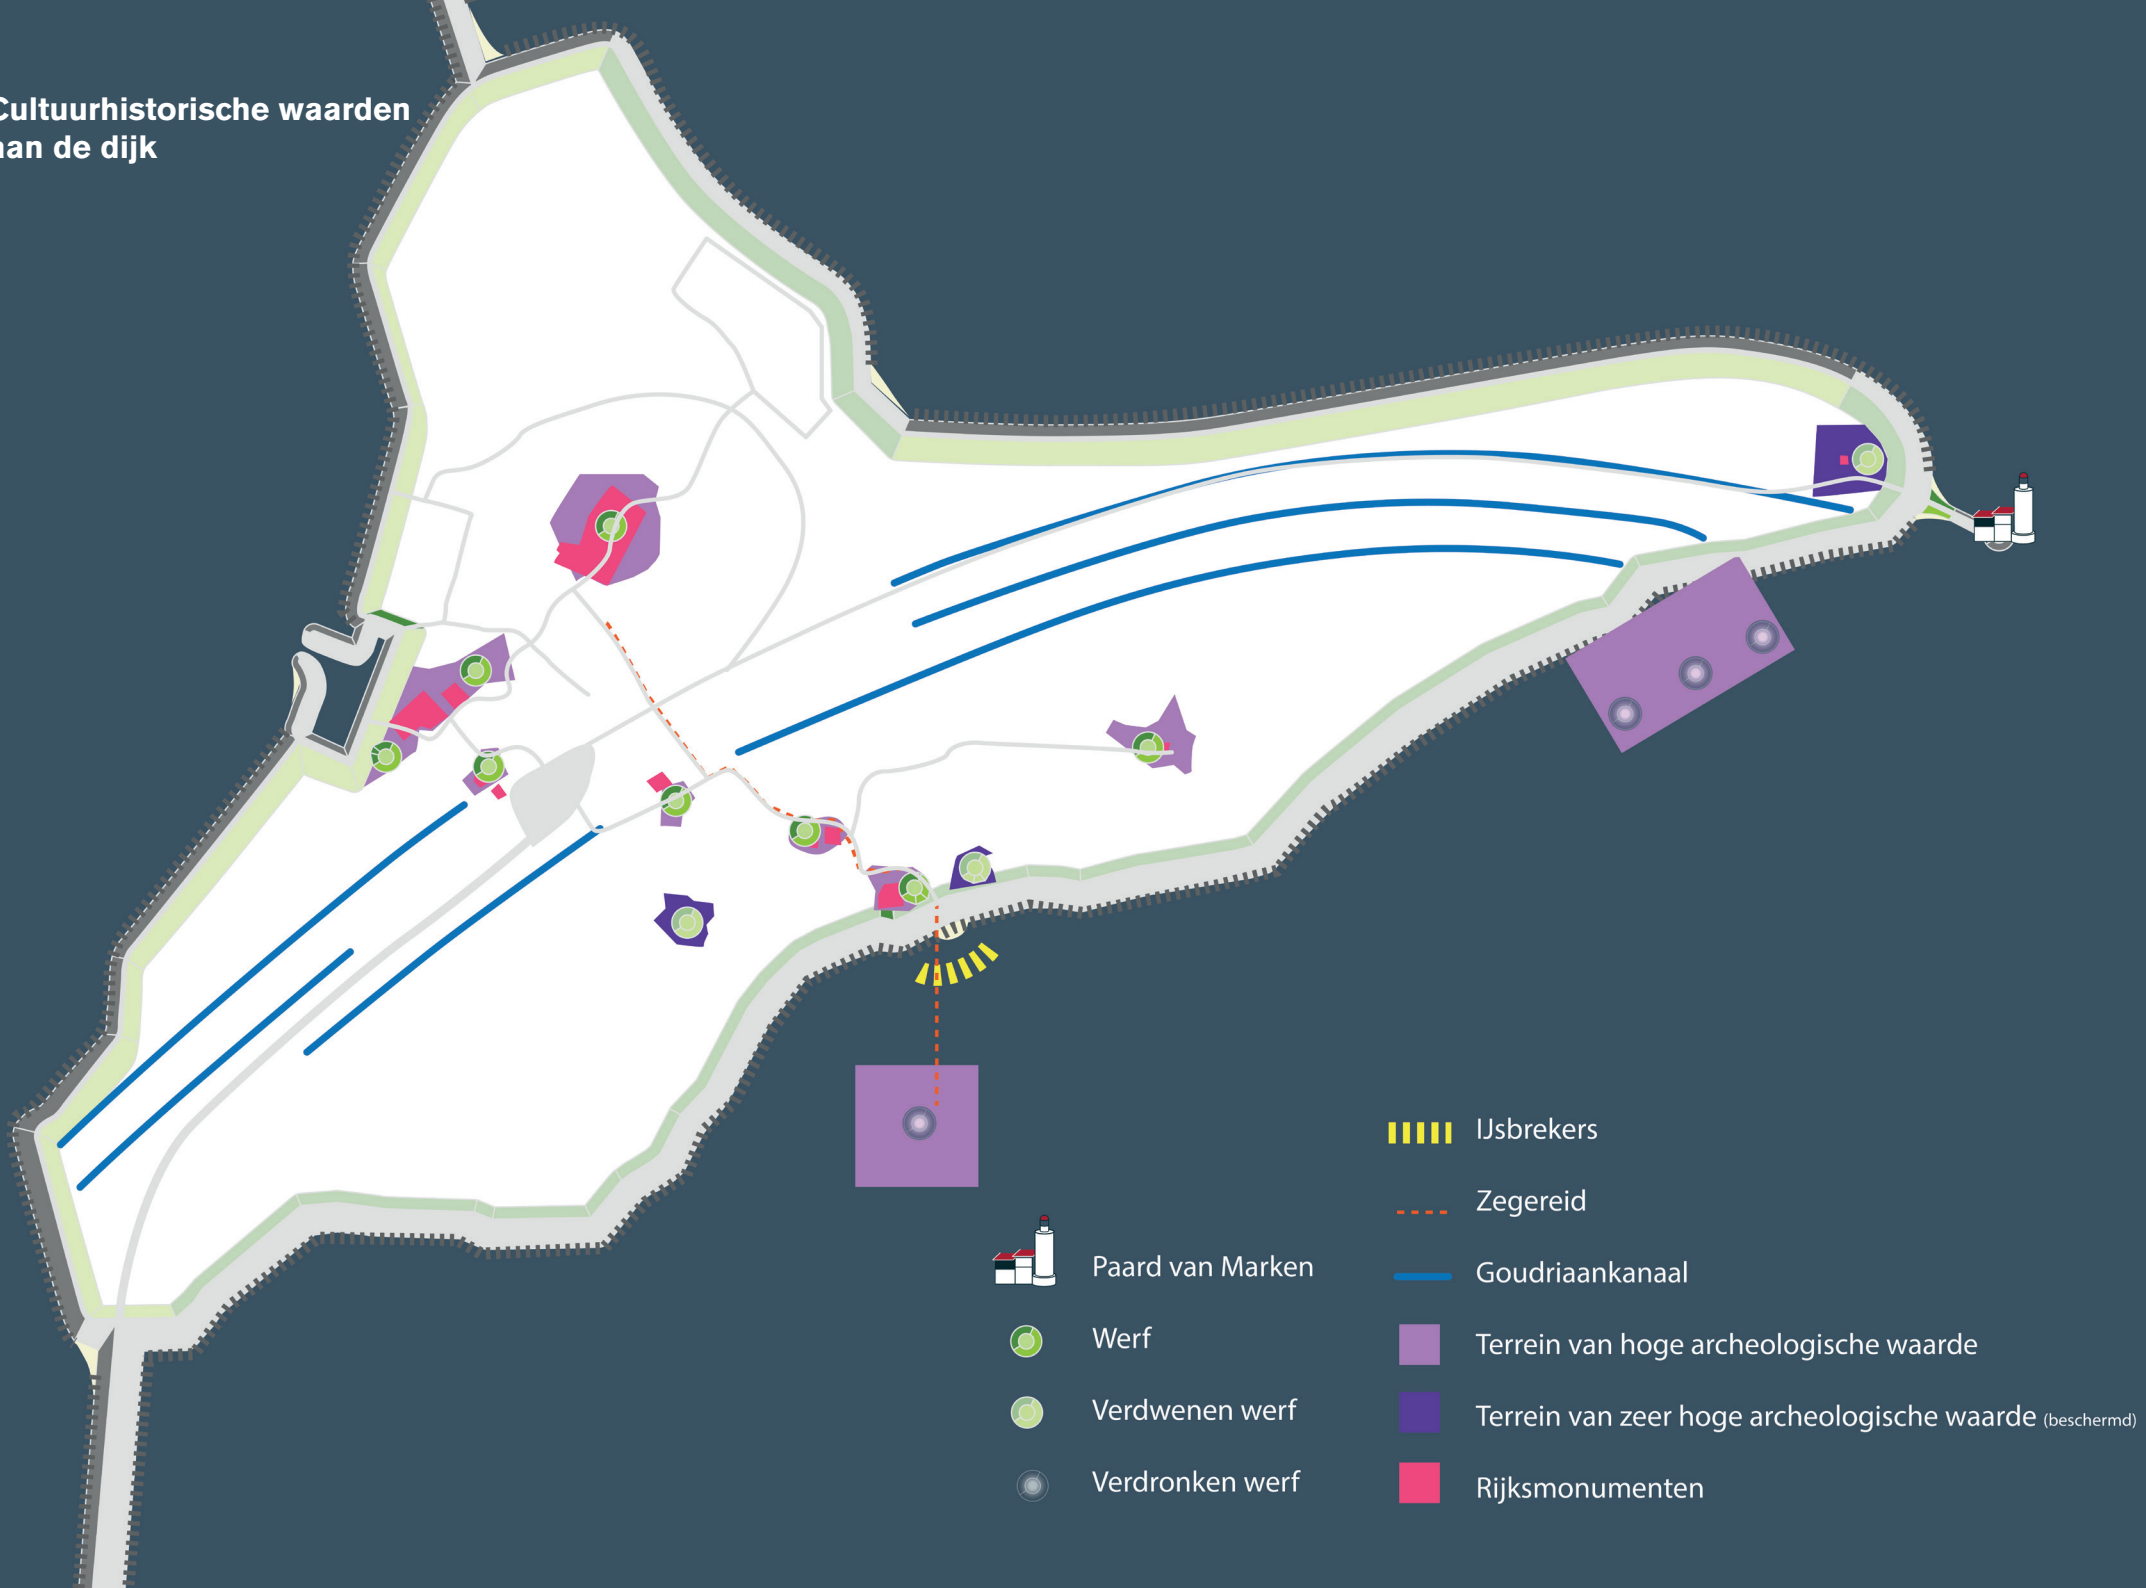 Cultuurhistorische waarden
aan de dijk
Paard van Marken
Werf
Verdwenen werf
Verdronken werf
IJsbrekers
Zegereid
Goudriaankanaal
Terrein van hoge archeologische waarde
Terrein van zeer hoge archeologische waarde (beschermd)
Rijksmonumenten